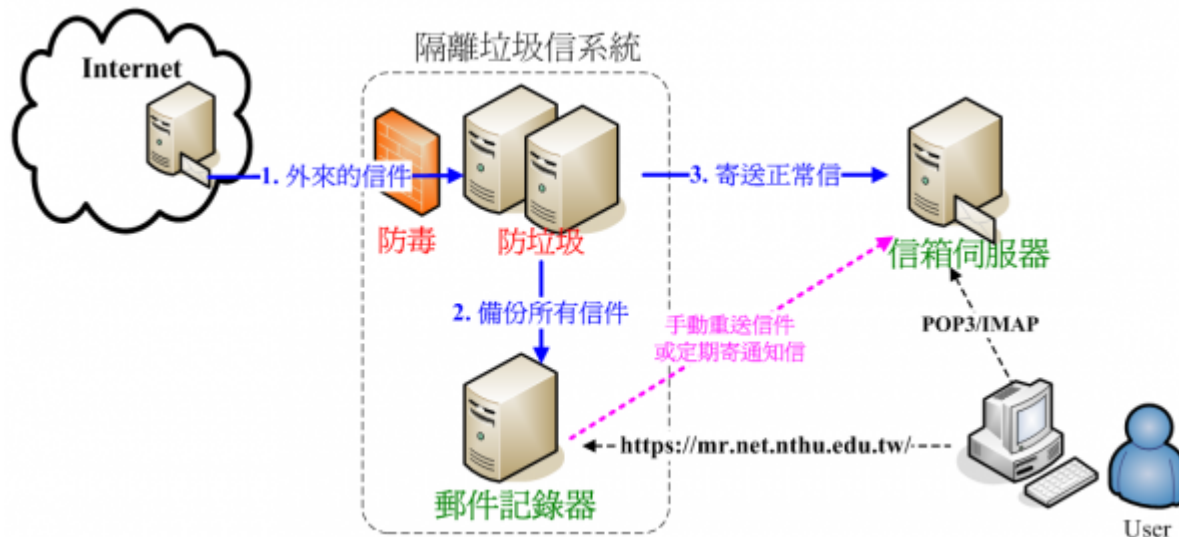 隔離垃圾信系統
Internet
1. 外來的信件
3. 寄送正常信
防毒
防垃圾
信箱伺服器
2. 備份所有信件
手動重送信件
或定期寄通知信
POP3/IMAP
https://mr.net.nthu.edu.tw/
郵件記錄器
User